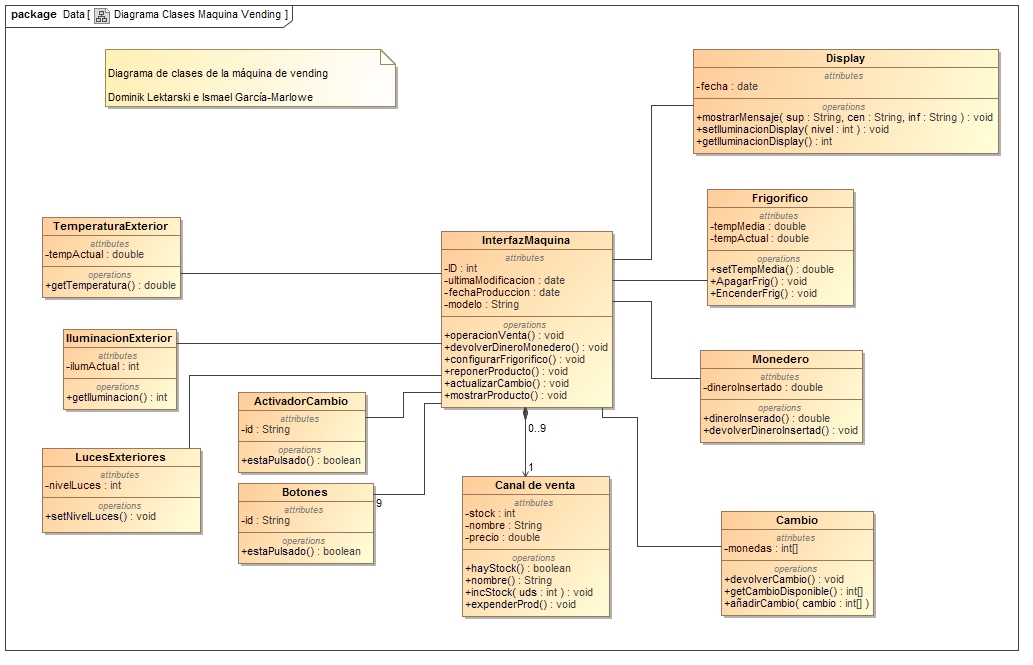 package Data [ Diagrama Clases Maquina Vending ]
Diagrama de clases de la máquina de vending
Dominik Lektarski e Ismael García-Marlowe
Display
attributes
-fecha : date
operations
+mostrarMensaje( sup : String, cen : String, inf : String ) : void
+setIluminacionDisplay( nivel : int ) : void
+getIluminacionDisplay() : int
Frigorifico
attributes
-tempMedia : double
-tempActual : double
operations
+setTempMedia() : double
+ApagarFrig() : void
+EncenderFrig() : void
TemperaturaExterior
attributes
-tempActual : double
operations
+getTemperatura() : double
InterfazMaquina
attributes
-ID : int
-ultimaModificacion : date
-fechaProduccion : date
-modelo : String
operations
+operacionVenta() : void
+devolverDineroMonedero() : void
+configurarFrigorifico() : void
+reponerProducto() : void
+actualizarCambio() : void
+mostrarProducto() : void
IluminacionExterior
attributes
-ilumActual : int
operations
+getIluminacion() : int
Monedero
attributes
-dineroInsertado : double
operations
+dineroInserado() : double
+devolverDineroInsertad() : void
ActivadorCambio
attributes
-id : String
operations
+estaPulsado() : boolean
0..9
1
LucesExteriores
attributes
-nivelLuces : int
operations
+setNivelLuces() : void
Botones
attributes
-id : String
operations
+estaPulsado() : boolean
9
Canal de venta
attributes
-stock : int
-nombre : String
-precio : double
operations
+hayStock() : boolean
+nombre() : String
+incStock( uds : int ) : void
+expenderProd() : void
Cambio
attributes
-monedas : int[]
operations
+devolverCambio() : void
+getCambioDisponible() : int[]
+añadirCambio( cambio : int[] )